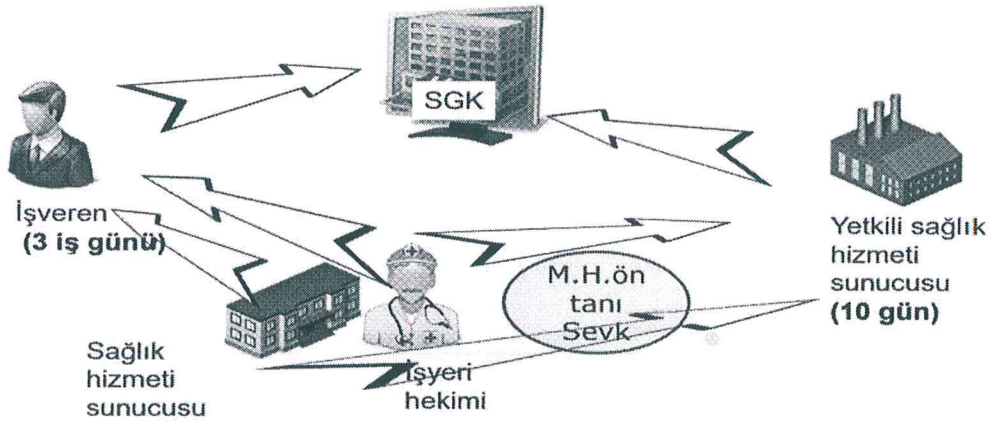 SGK
İşveren
(3 iş günü)
Yetkili sağlık
hizmeti
sunucusu
(10 gün)
M.H.ön
tanı
Sevk
Sağlık
hizmeti
sunucusu
İşyeri
hekimi